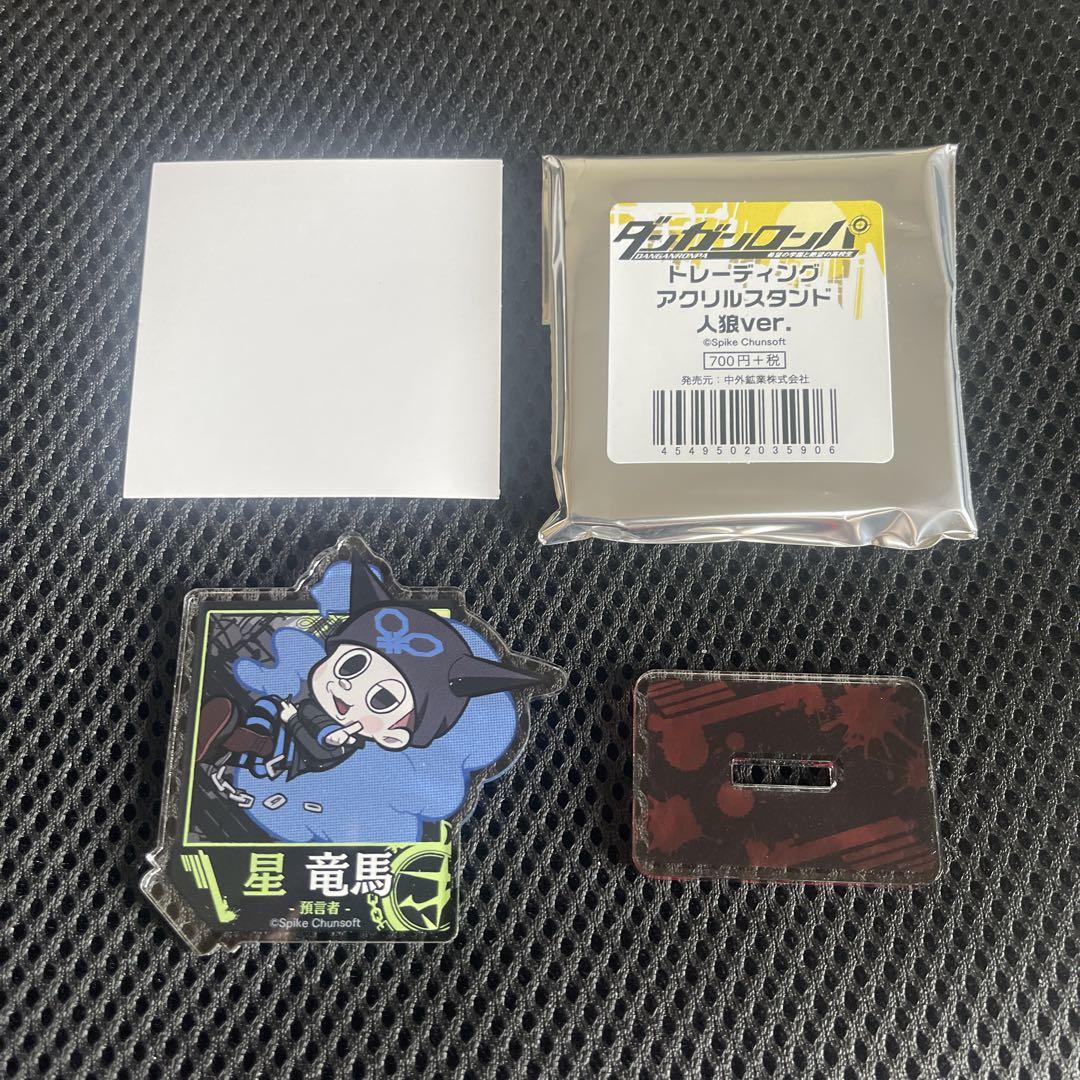 ダンガンロンパ
DANGANRONPA 希望の学園と絶望の高校生
トレーディング
アクリルスタンド
人狼ver.
©Spike Chunsoft
700円+税
発売元:中外鉱業株式会社
4549502035906
星 竜馬
- 預言者 -
©Spike Chunsoft